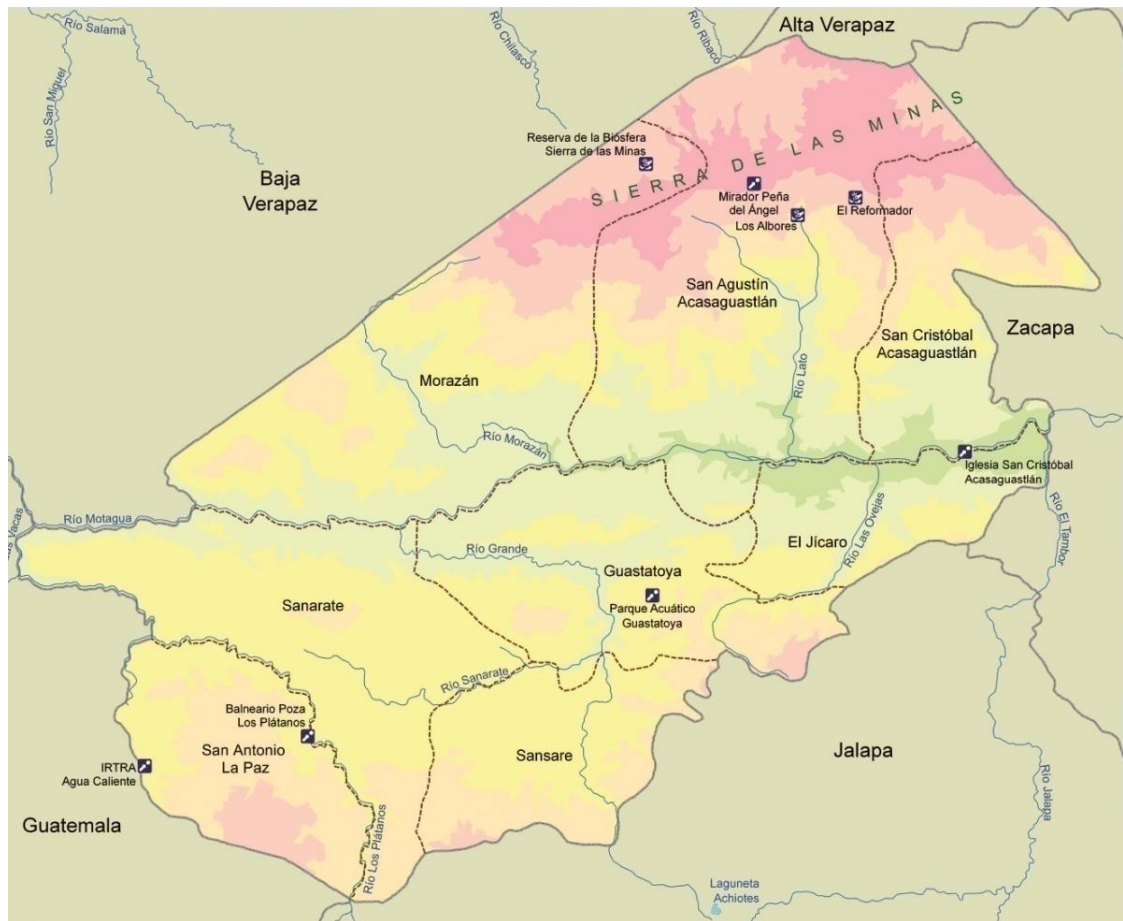 Alta Verapaz
Río Salamá
Río Chilascó
Río Ribacó
Río San Miguel
Reserva de la Biósfera
Sierra de las Minas
SIERRA DE LAS MINAS
Baja
Verapaz
Mirador Peña
del Ángel
El Reformador
Los Albores
San Agustín
Acasaguastlán
Zacapa
San Cristóbal
Acasaguastlán
Río Lato
Morazán
Río Morazán
Iglesia San Cristóbal
Acasaguastlán
Río Motagua
Vacas
Río El Tambor
El Jícaro
Río Las Ovejas
Río Grande
Guastatoya
Parque Acuático
Guastatoya
Sanarate
Río Sanarate
Balneario Poza
Los Plátanos
San Antonio
La Paz
Sansare
Jalapa
IRTRA
Agua Caliente
Río Jalapa
Guatemala
Río Los Plátanos
Laguneta
Achiotes